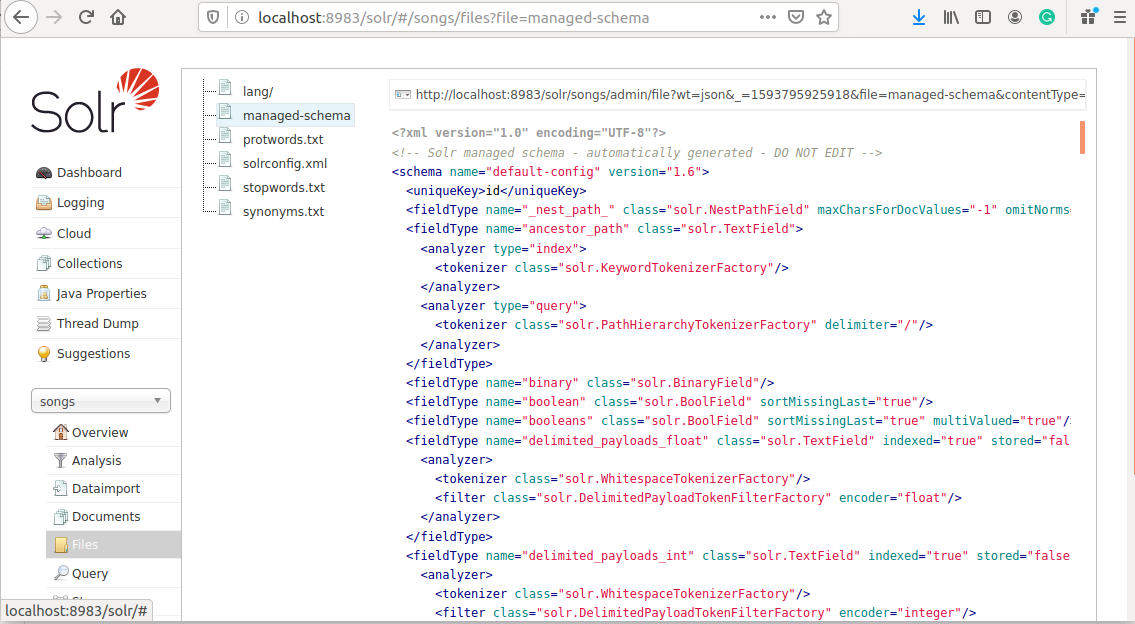 localhost:8983/solr/#/songs/files?file=managed-schema
Solr
Dashboard
Logging
Cloud
Collections
Java Properties
Thread Dump
Suggestions
songs
Overview
Analysis
Dataimport
Documents
Files
Query
localhost:8983/solr/#
lang/
managed-schema
protwords.txt
solrconfig.xml
stopwords.txt
synonyms.txt
http://localhost:8983/solr/songs/admin/file?wt=json&_=1593795925918&file=managed-schema&contentType=
<?xml version="1.0" encoding="UTF-8"?>
<!-- Solr managed schema - automatically generated - DO NOT EDIT -->
<schema name="default-config" version="1.6">
<uniqueKey>id</uniqueKey>
<fieldType name="_nest_path_" class="solr.NestPathField" maxCharsForDocValues="-1" omitNorms=
<fieldType name="ancestor_path" class="solr.TextField">
<analyzer type="index">
<tokenizer class="solr.KeywordTokenizerFactory"/>
</analyzer>
<analyzer type="query">
<tokenizer class="solr.PathHierarchyTokenizerFactory" delimiter="/"/>
</analyzer>
</fieldType>
<fieldType name="binary" class="solr.BinaryField"/>
<fieldType name="boolean" class="solr.BoolField" sortMissingLast="true"/>
<fieldType name="booleans" class="solr.BoolField" sortMissingLast="true" multiValued="true"/
<fieldType name="delimited_payloads_float" class="solr.TextField" indexed="true" stored="fal
<analyzer>
<tokenizer class="solr.WhitespaceTokenizerFactory"/>
<filter class="solr.DelimitedPayloadTokenFilterFactory" encoder="float"/>
</analyzer>
</fieldType>
<fieldType name="delimited_payloads_int" class="solr.TextField" indexed="true" stored="false
<analyzer>
<tokenizer class="solr.WhitespaceTokenizerFactory"/>
<filter class="solr.DelimitedPayloadTokenFilterFactory" encoder="integer"/>